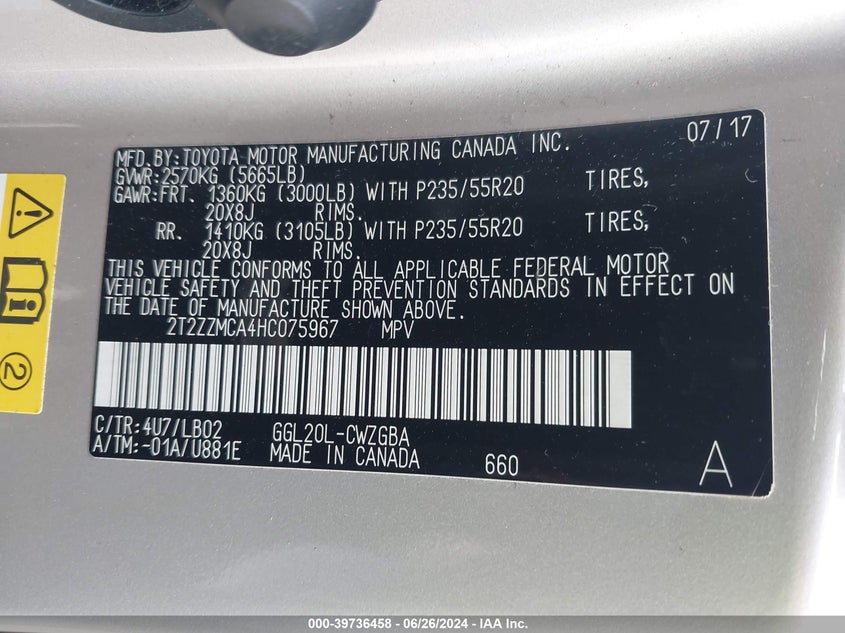 07/17
MFD.BY:TOYOTA MOTOR MANUFACTURING CANADA INC.
GVWR:2570KG (5665LB)
GAWR:FRT. 1360KG (3000LB) WITH P235/55R20 TIRES,
20X8J RIMS.
RR. 1410KG (3105LB) WITH P235/55R20 TIRES,
20X8J RIMS.
THIS VEHICLE CONFORMS TO ALL APPLICABLE FEDERAL MOTOR
VEHICLE SAFETY AND THEFT PREVENTION STANDARDS IN EFFECT ON
THE DATE OF MANUFACTURE SHOWN ABOVE.
2T2ZZMCA4HC075967 MPV
C/TR:4U7/LB02 GGL20L-CWZGBA
A/TM:-01A/U881E MADE IN CANADA 660 A
2
000-39736458 - 06/26/2024 - IAA Inc.